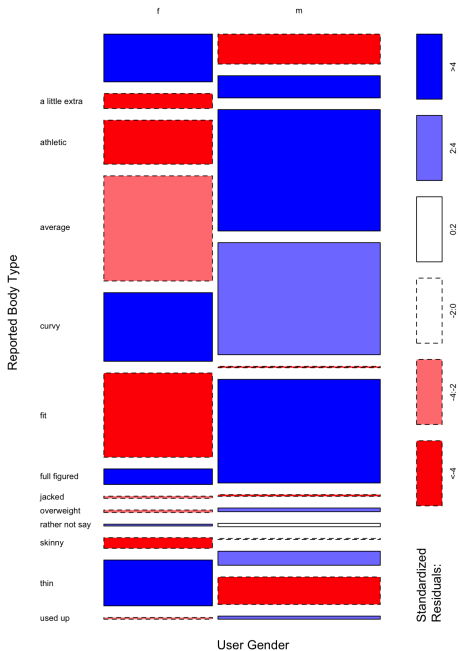 f
m
a little extra
athletic
average
curvy
fit
full figured
jacked
overweight
rather not say
skinny
thin
used up
Reported Body Type
User Gender
>4
2:4
0:2
-2:0
-4:-2
<-4
Standardized
Residuals: